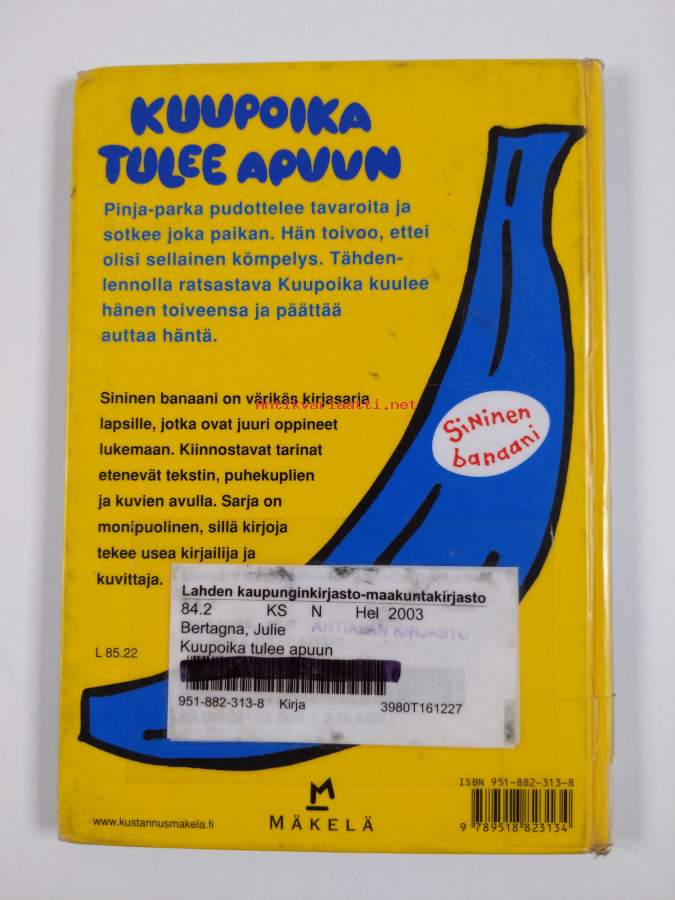 KUUPOIKA
TULEE APUUN
Pinja-parka pudottelee tavaroita ja
sotkee joka paikan. Hän toivoo, ettei
olisi sellainen kömpelys. Tähden-
lennolla ratsastava Kuupoika kuulee
hänen toiveensa ja päättää
auttaa häntä.
Sininen banaani on värikäs kirjasarja
lapsille, jotka ovat juuri oppineet
lukemaan. Kiinnostavat tarinat
etenevät tekstin, puhekuplien
ja kuvien avulla. Sarja on
monipuolinen, sillä kirjoja
tekee usea kirjailija ja
kuvittaja.
Antikvariaatti.net
Sininen
banaani
Lahden kaupunginkirjasto-maakuntakirjasto
84.2 KS N Hel 2003
Bertagna, Julie AHTIALAN KIRJASTO
Kuupoika tulee apuun
951-882-313-8 Kirja 3980T161227
L 85.22
www.kustannusmakela.fi
M
MÄKELÄ
ISBN 951-882-313-8
9 789518 823134